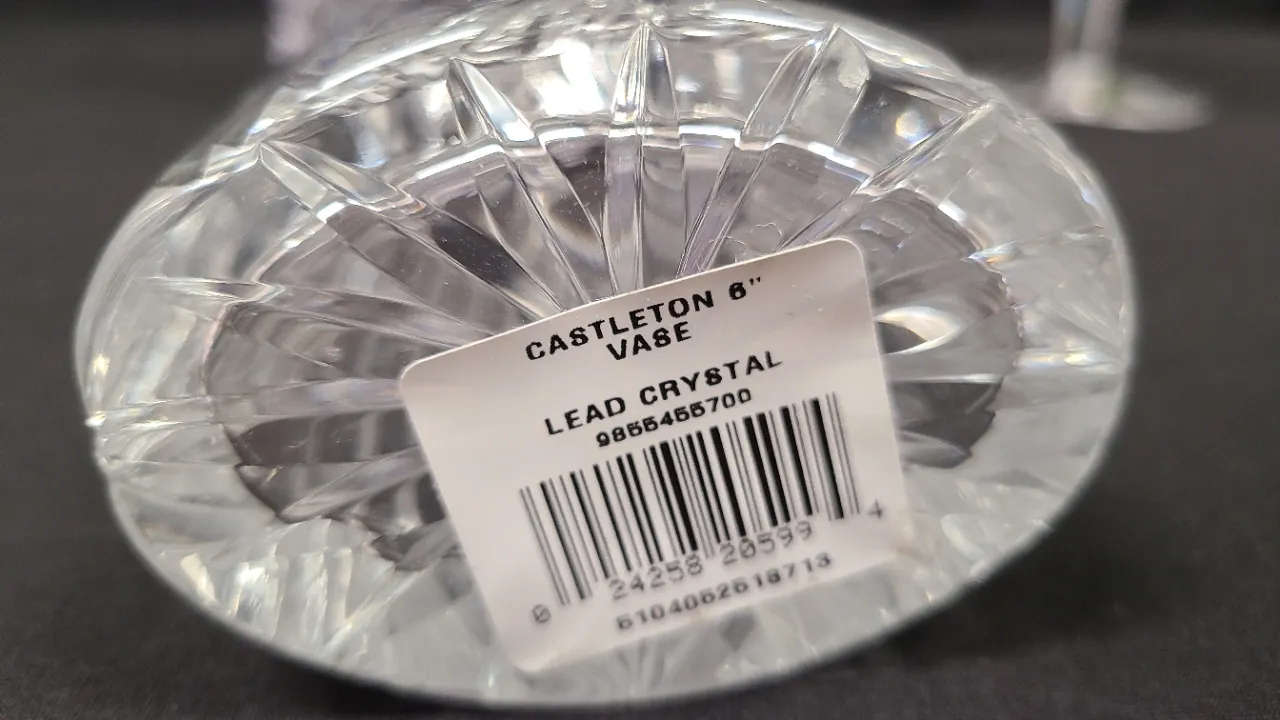 CASTLETON 6"
VASE
LEAD CRYSTAL
9855455700
0 24258 20599 4
5104052518713